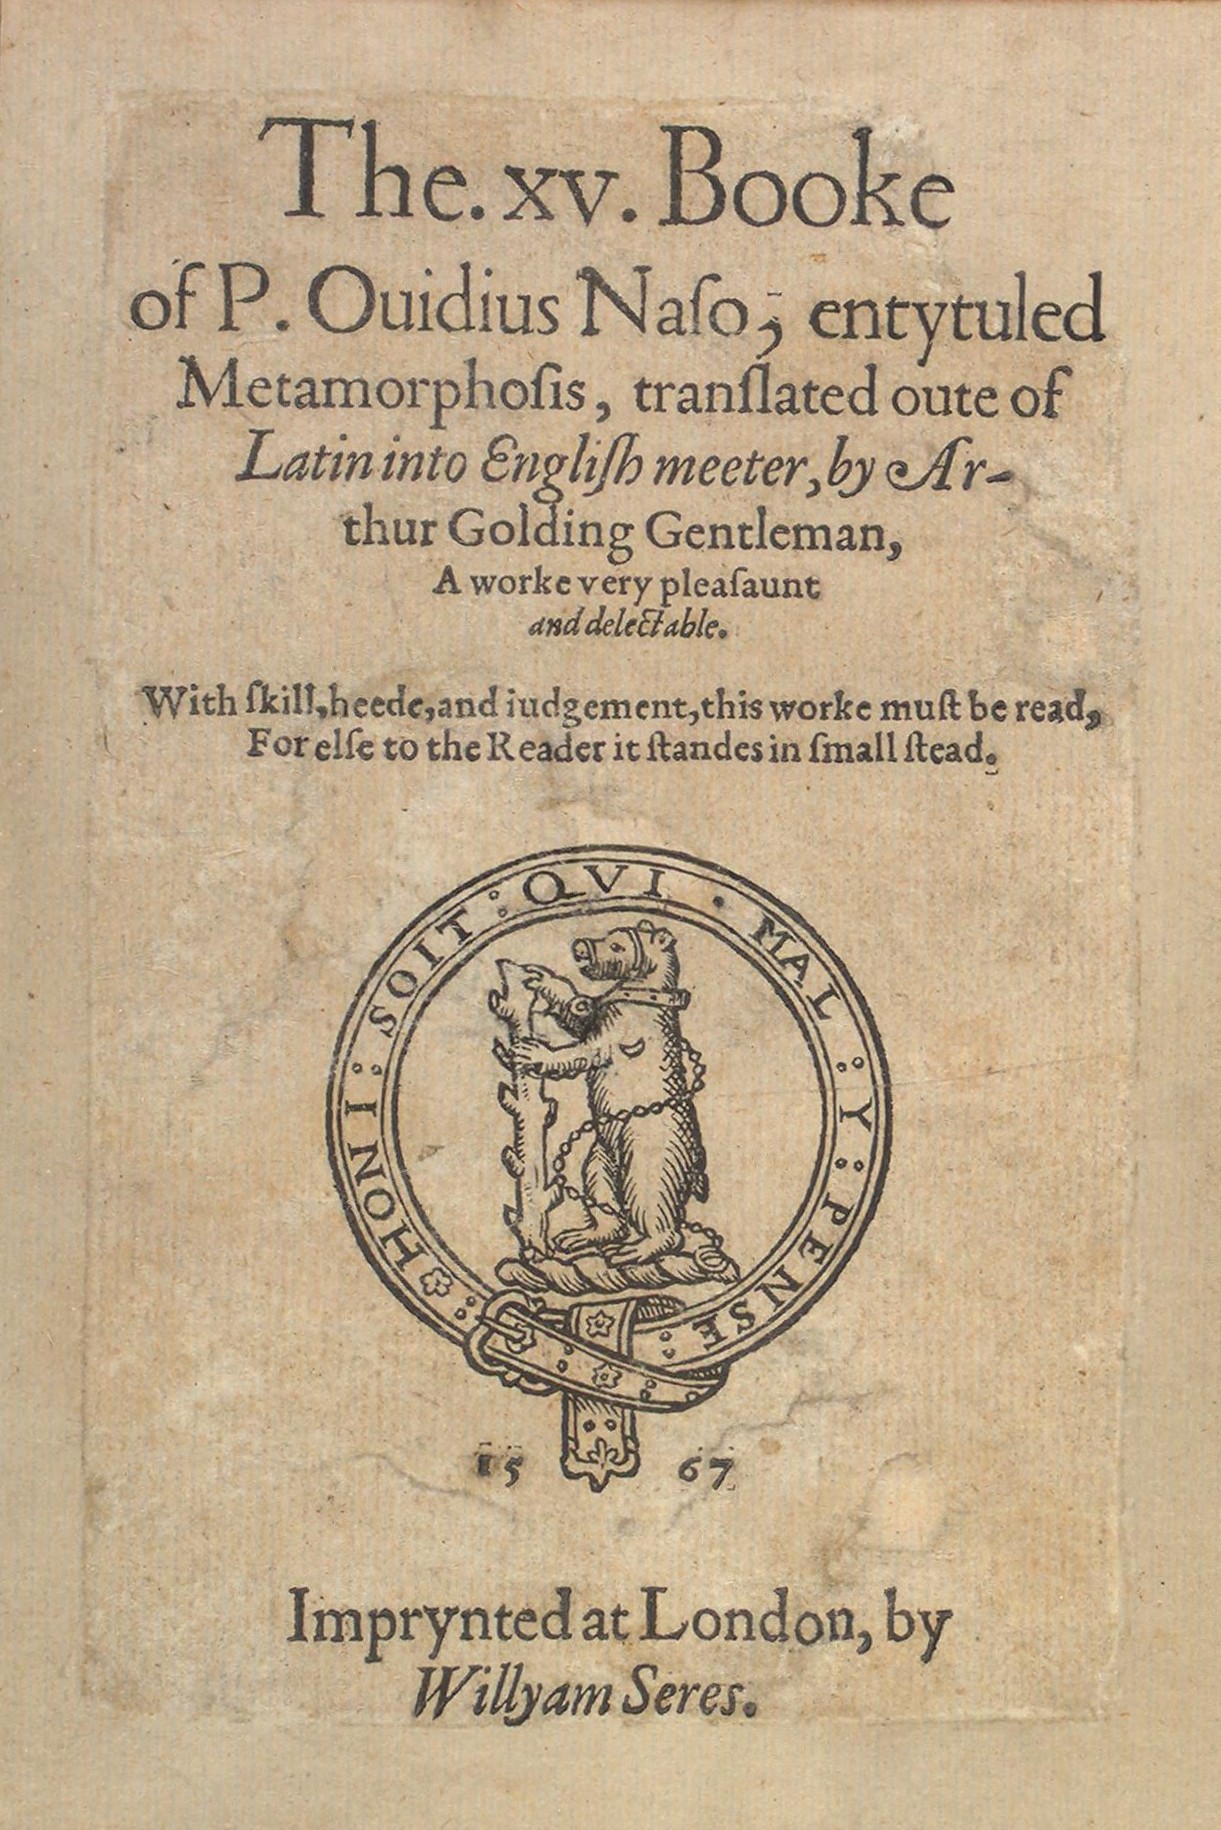 The.xv.Booke
of P. Ouidius Naſo; entytuled
Metamorphoſis, tranſlated oute of
Latin into Engliſh meeter, by Ar-
thur Golding Gentleman,
A worke very pleaſaunt
and delectable.
With ſkill, heede, and iudgement, this worke muſt be read,
For elſe to the Reader it ſtandes in ſmall ſtead.
HONI : SOIT : QVI . MAL : Y : PENSE
15 67
Imprynted at London, by
Willyam Seres.